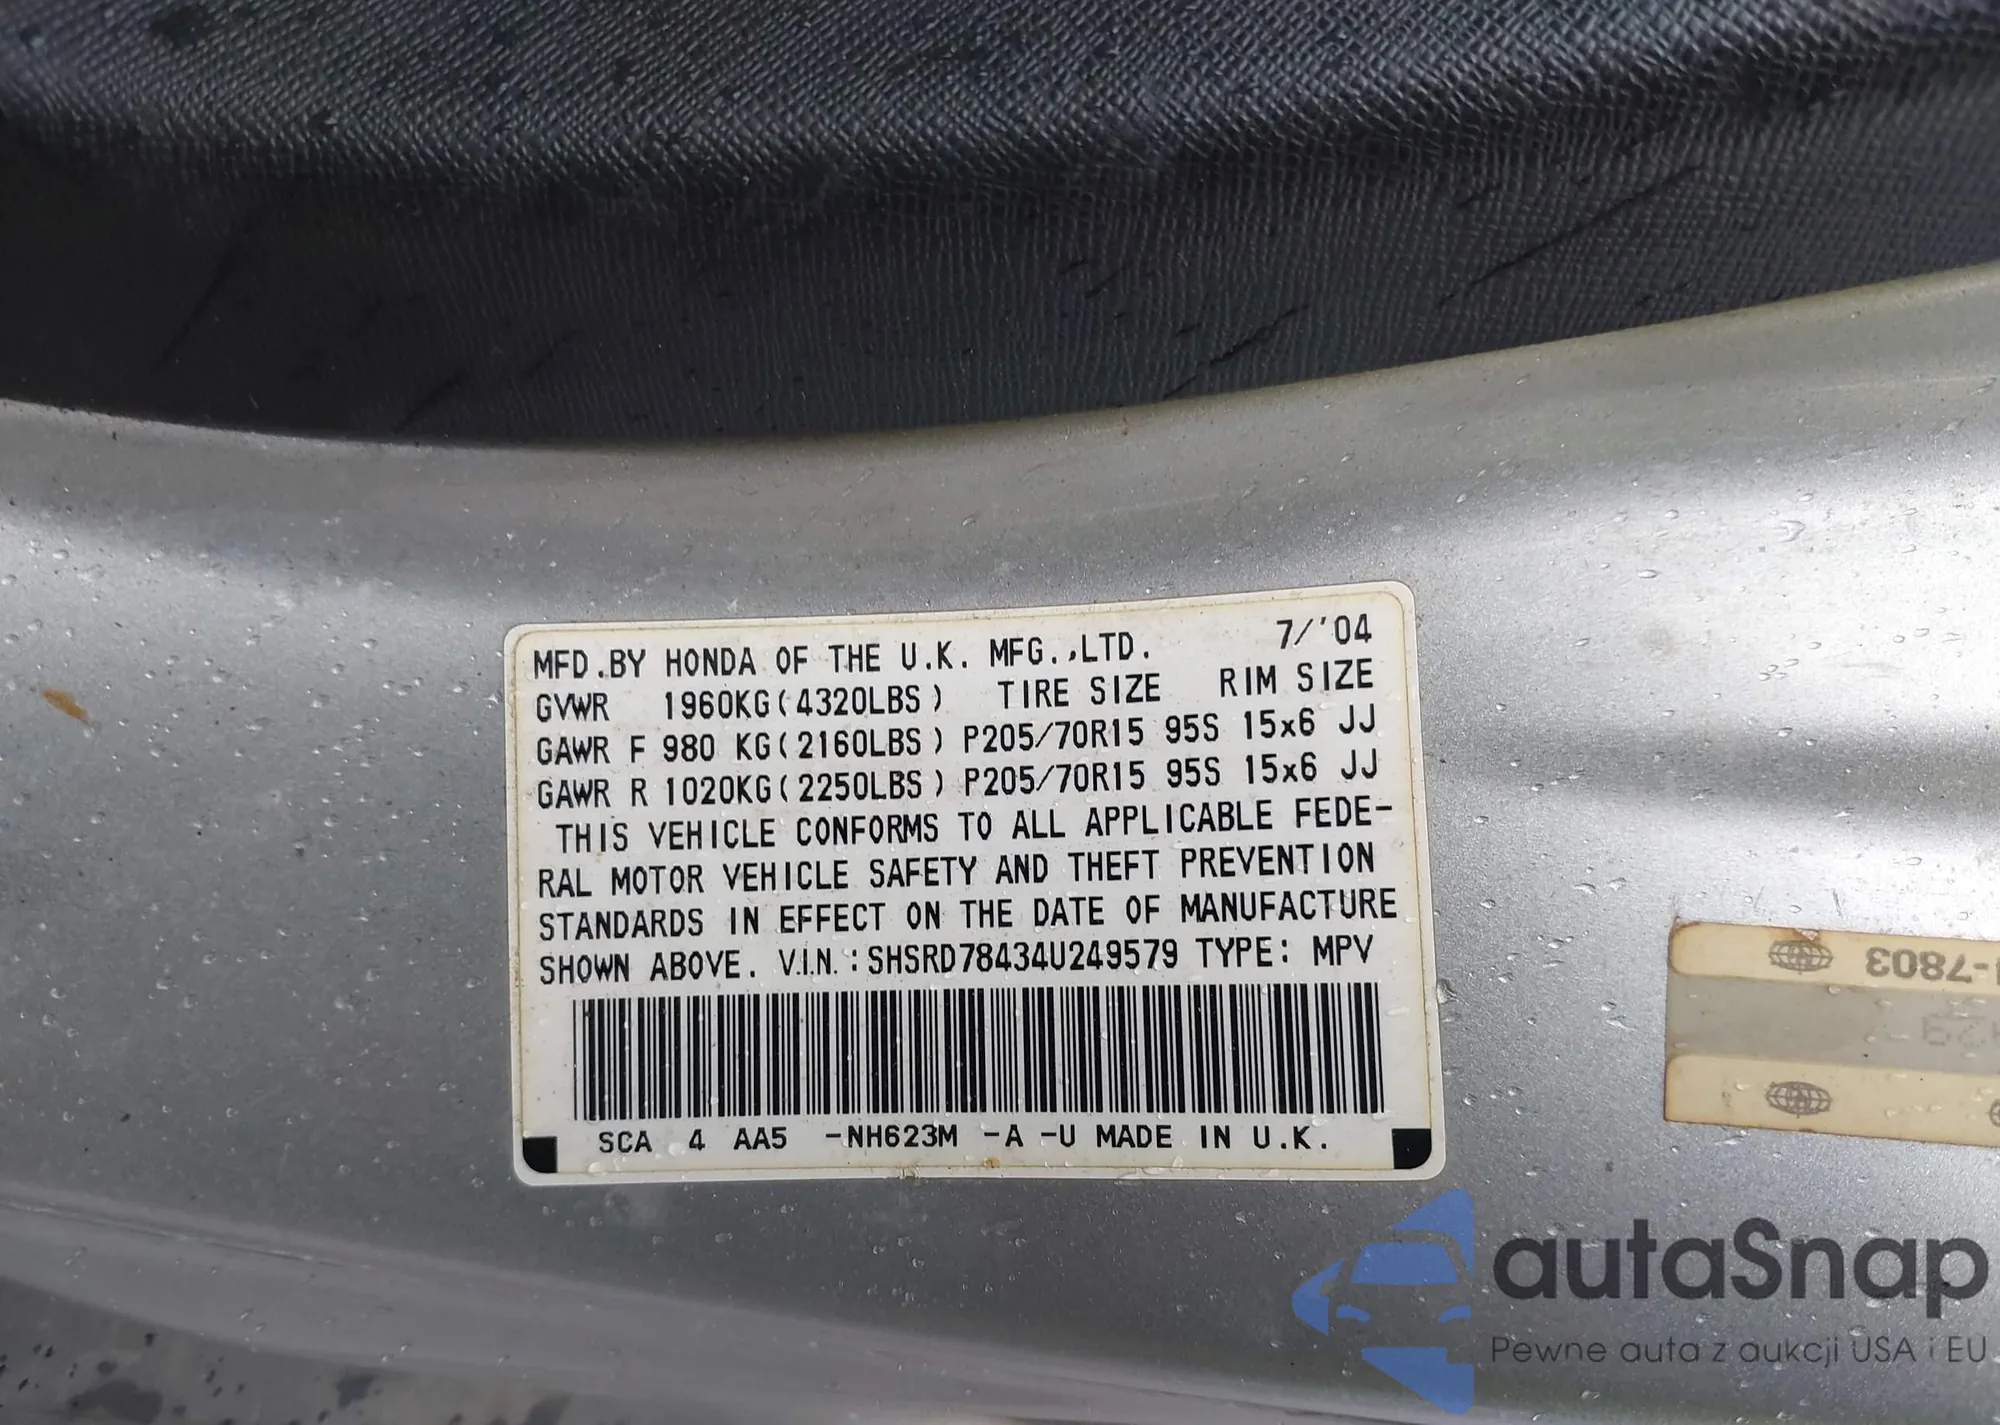 MFD.BY HONDA OF THE U.K. MFG.,LTD. 7/'04
GVWR 1960KG(4320LBS) TIRE SIZE RIM SIZE
GAWR F 980 KG(2160LBS) P205/70R15 95S 15x6 JJ
GAWR R 1020KG(2250LBS) P205/70R15 95S 15x6 JJ
THIS VEHICLE CONFORMS TO ALL APPLICABLE FEDE-
RAL MOTOR VEHICLE SAFETY AND THEFT PREVENTION
STANDARDS IN EFFECT ON THE DATE OF MANUFACTURE
SHOWN ABOVE. V.I.N.:SHSRD78434U249579 TYPE: MPV
SCA 4 AA5 -NH623M -A -U MADE IN U.K.
-7803
autaSnap
Pewne auta z aukcji USA i EU